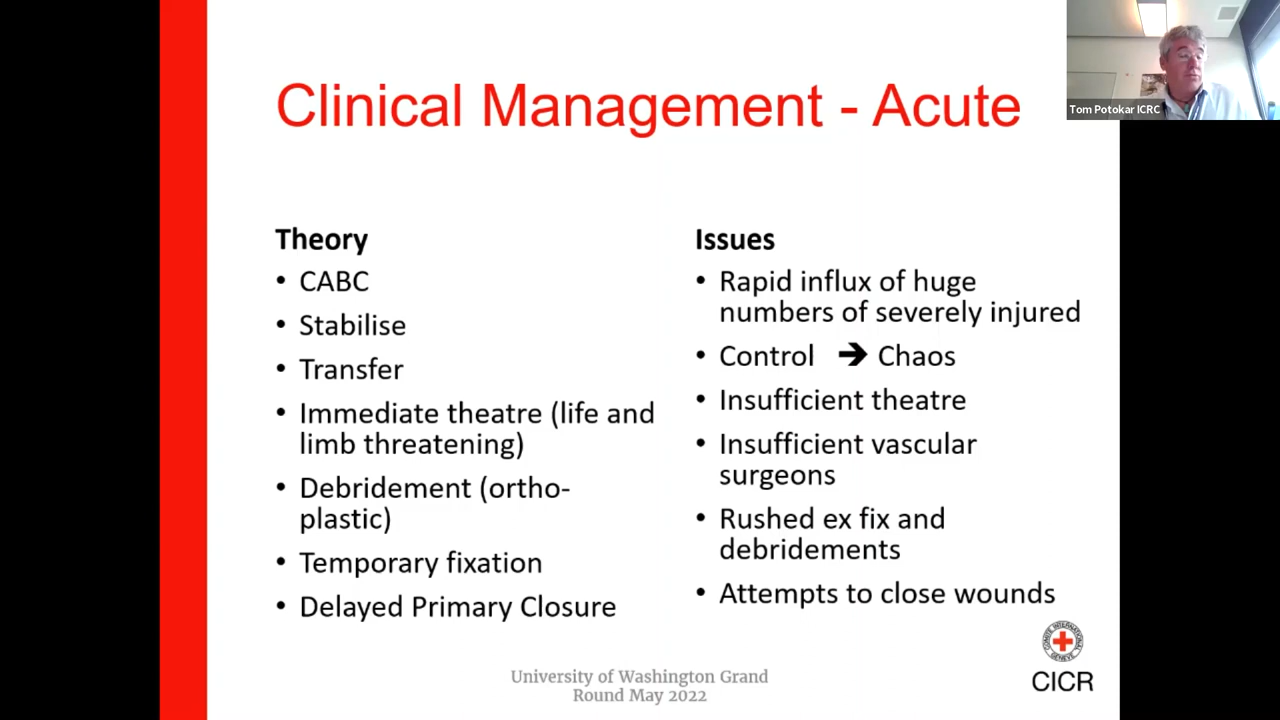 Clinical Management - Acute
Tom Potokar ICRC
Theory
• CABC
• Stabilise
• Transfer
• Immediate theatre (life and
limb threatening)
• Debridement (ortho-
plastic)
• Temporary fixation
• Delayed Primary Closure
Issues
• Rapid influx of huge
numbers of severely injured
• Control ➔ Chaos
• Insufficient theatre
• Insufficient vascular
surgeons
• Rushed ex fix and
debridements
• Attempts to close wounds
COMITE INTERNATIONAL
GENEVE
CICR
University of Washington Grand
Round May 2022